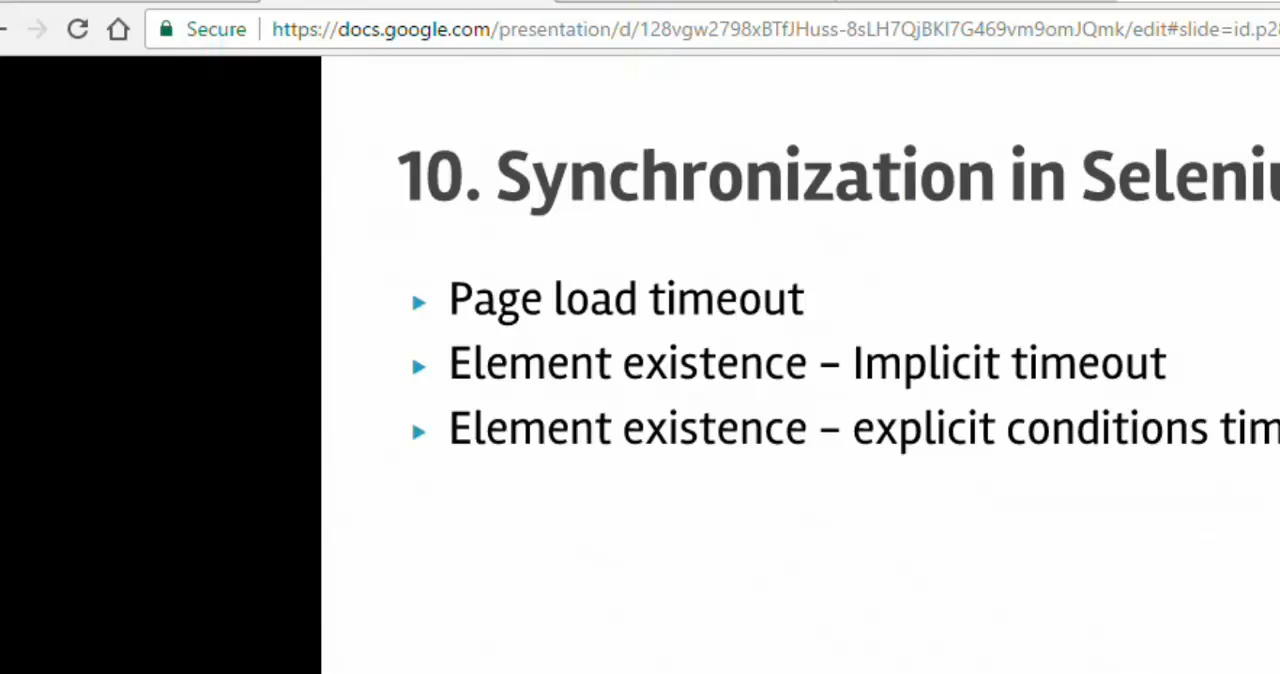 Secure https://docs.google.com/presentation/d/128vgw2798xBTfJHuss-8sLH7QjBKI7G469vm9omJQmk/edit#slide=id.p28
10. Synchronization in Seleniu
Page load timeout
Element existence – Implicit timeout
Element existence – explicit conditions tim